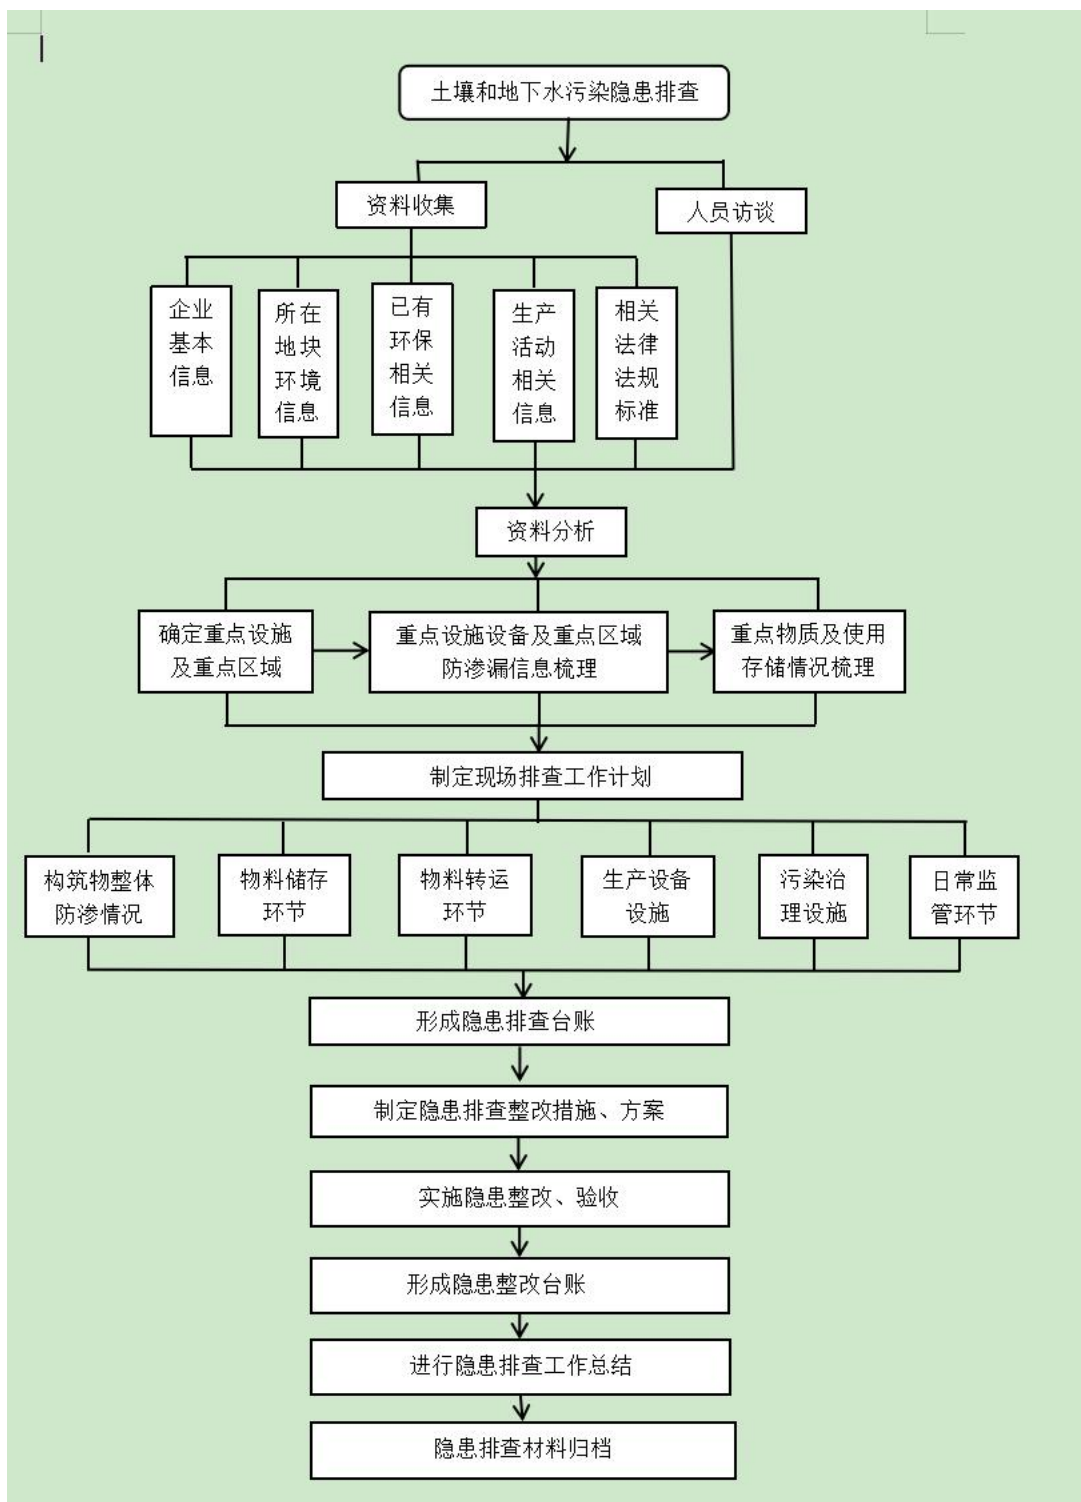 土壤和地下水污染隐患排查
资料收集
人员访谈
企业
基本
信息
所在
地块
环境
信息
已有
环保
相关
信息
生产
活动
相关
信息
相关
法律
法规
标准
资料分析
确定重点设施
及重点区域
重点设施设备及重点区域
防渗漏信息梳理
重点物质及使用
存储情况梳理
制定现场排查工作计划
构筑物整体
防渗情况
物料储存
环节
物料转运
环节
生产设备
设施
污染治
理设施
日常监
管环节
形成隐患排查台账
制定隐患排查整改措施、方案
实施隐患整改、验收
形成隐患整改台账
进行隐患排查工作总结
隐患排查材料归档